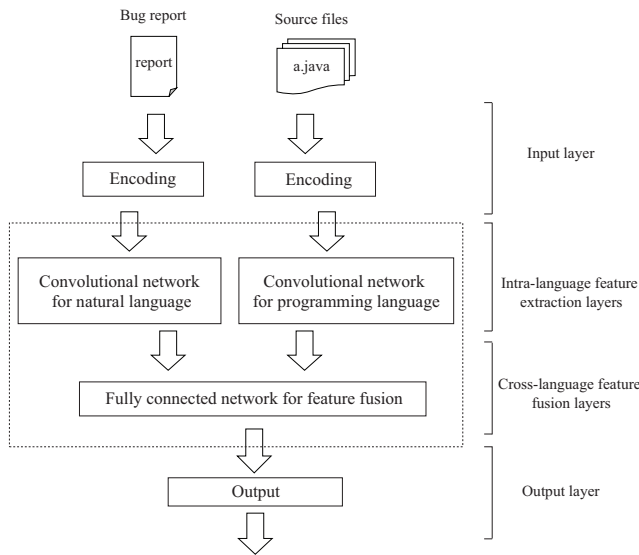 Bug report
Source files
report
a.java
Input layer
Encoding
Encoding
Convolutional network
for natural language
Convolutional network
for programming language
Intra-language feature
extraction layers
Cross-language feature
fusion layers
Fully connected network for feature fusion
Output
Output layer